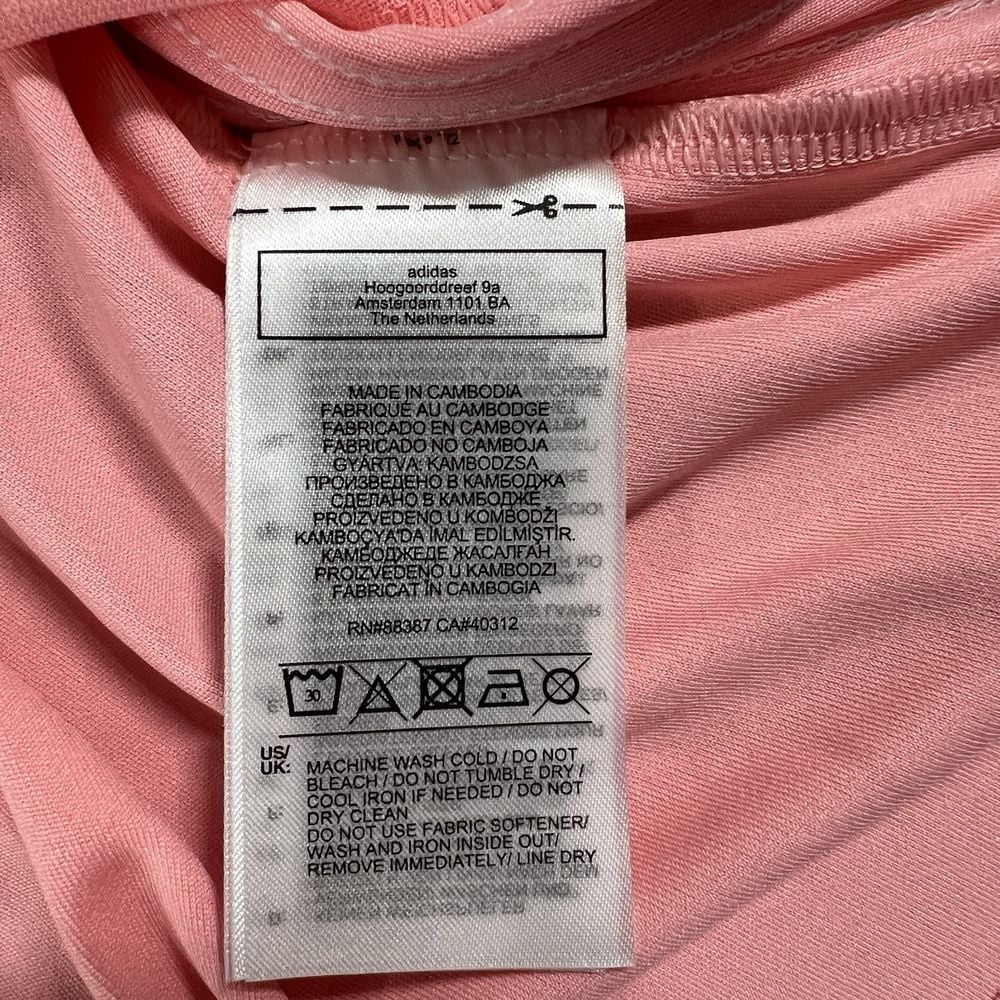 adidas
Hoogoorddreef 9a
Amsterdam 1101 BA
The Netherlands
MADE IN CAMBODIA
FABRIQUÉ AU CAMBODGE
FABRICADO EN CAMBOYA
FABRICADO NO CAMBOJA
GYÁRTVA: KAMBODZSA
ПРОИЗВЕДЕНО В КАМБОДЖА
СДЕЛАНО В КАМБОДЖЕ
PROIZVEDENO U KOMBODŽI
KAMBOÇYA'DA İMAL EDİLMİŞTİR.
КАМБОДЖЕДЕ ЖАСАЛҒАН
PROIZVEDENO U KAMBODZI
FABRICAT ÎN CAMBOGIA
RN#88387 CA#40312
30
US/
UK:
MACHINE WASH COLD / DO NOT
BLEACH / DO NOT TUMBLE DRY /
COOL IRON IF NEEDED / DO NOT
DRY CLEAN
DO NOT USE FABRIC SOFTENER/
WASH AND IRON INSIDE OUT/
REMOVE IMMEDIATELY/ LINE DRY